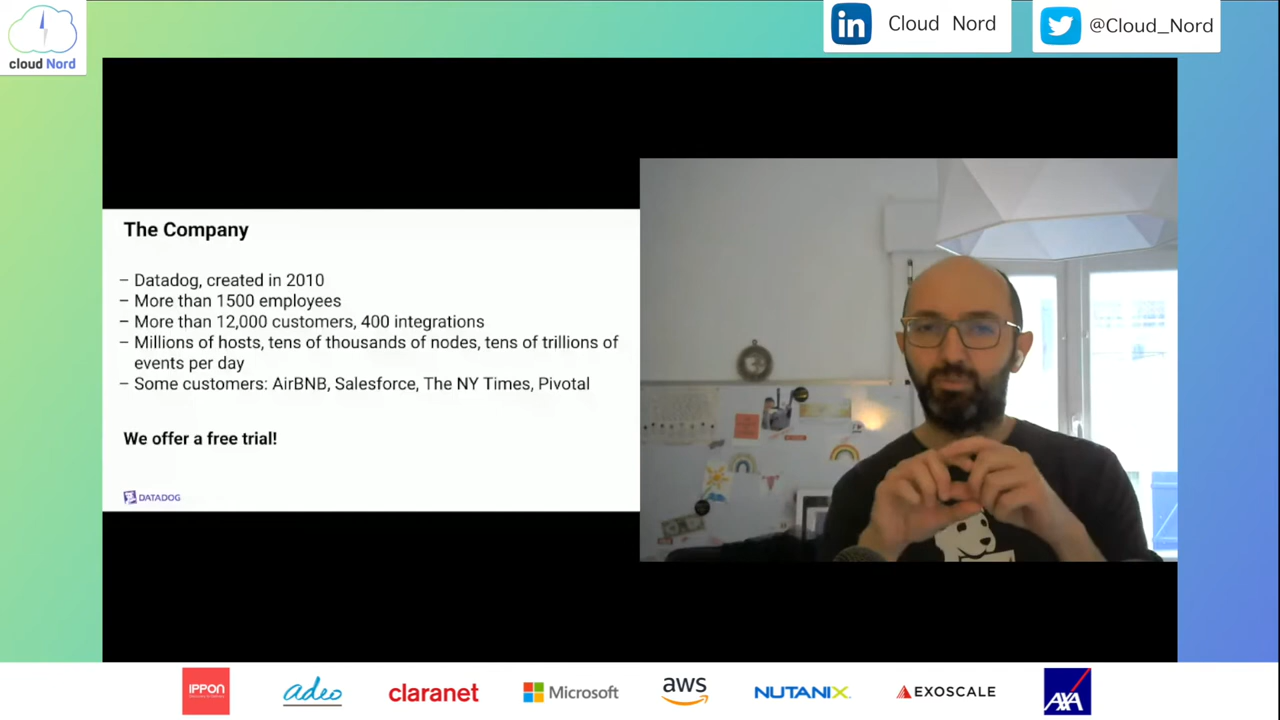 cloud Nord
Cloud Nord
@Cloud_Nord
The Company
– Datadog, created in 2010
– More than 1500 employees
– More than 12,000 customers, 400 integrations
– Millions of hosts, tens of thousands of nodes, tens of trillions of
events per day
– Some customers: AirBNB, Salesforce, The NY Times, Pivotal
We offer a free trial!
DATADOG
IPPON
adeo
claranet
Microsoft
aws
NUTANIX
EXOSCALE
AXA